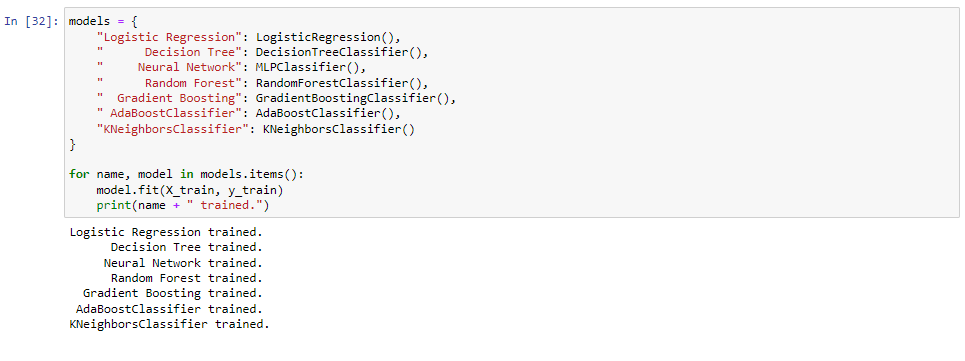 In [32]: models = {
    "Logistic Regression": LogisticRegression(),
    "      Decision Tree": DecisionTreeClassifier(),
    "     Neural Network": MLPClassifier(),
    "      Random Forest": RandomForestClassifier(),
    "  Gradient Boosting": GradientBoostingClassifier(),
    " AdaBoostClassifier": AdaBoostClassifier(),
    "KNeighborsClassifier": KNeighborsClassifier()
}

for name, model in models.items():
    model.fit(X_train, y_train)
    print(name + " trained.")
Logistic Regression trained.
      Decision Tree trained.
     Neural Network trained.
      Random Forest trained.
  Gradient Boosting trained.
 AdaBoostClassifier trained.
KNeighborsClassifier trained.